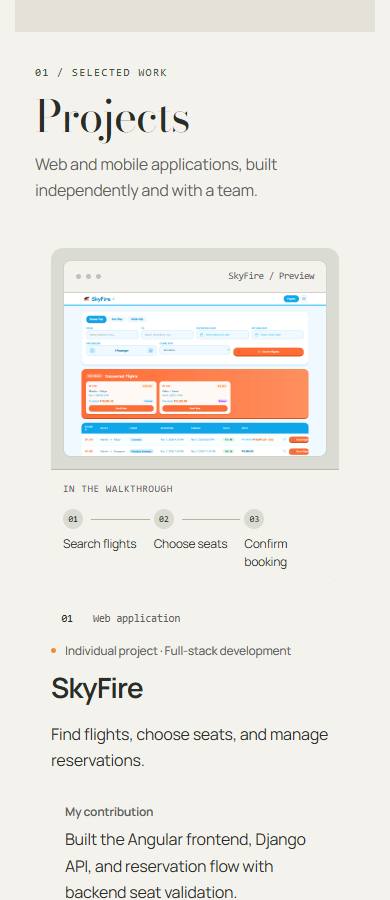 01 / SELECTED WORK
Projects
Web and mobile applications, built
independently and with a team.
SkyFire / Preview
SkyFire
IN THE WALKTHROUGH
01 02 03
Search flights Choose seats Confirm
booking
01 Web application
Individual project · Full-stack development
SkyFire
Find flights, choose seats, and manage
reservations.
My contribution
Built the Angular frontend, Django
API, and reservation flow with
backend seat validation.